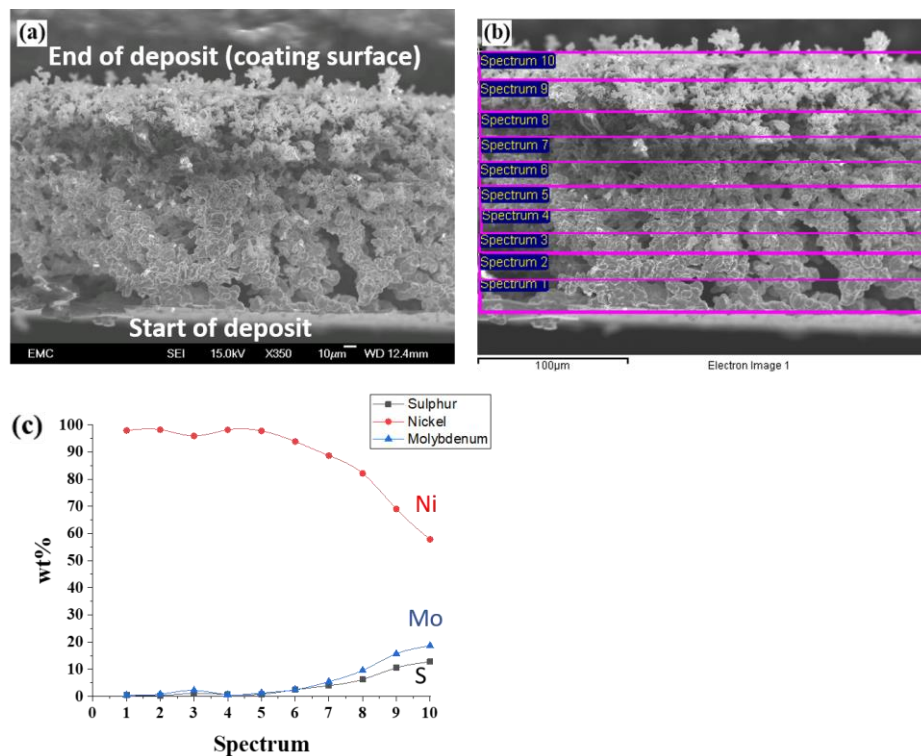 (a)
End of deposit (coating surface)
Start of deposit
EMC SEI 15.0kV X350 10µm WD 12.4mm
(b)
Spectrum 10
Spectrum 9
Spectrum 8
Spectrum 7
Spectrum 6
Spectrum 5
Spectrum 4
Spectrum 3
Spectrum 2
Spectrum 1
100µm Electron Image 1
(c)
Sulphur
Nickel
Molybdenum
100
90
80
70
60
50
40
30
20
10
0
wt%
Ni
Mo
S
0 1 2 3 4 5 6 7 8 9 10
Spectrum